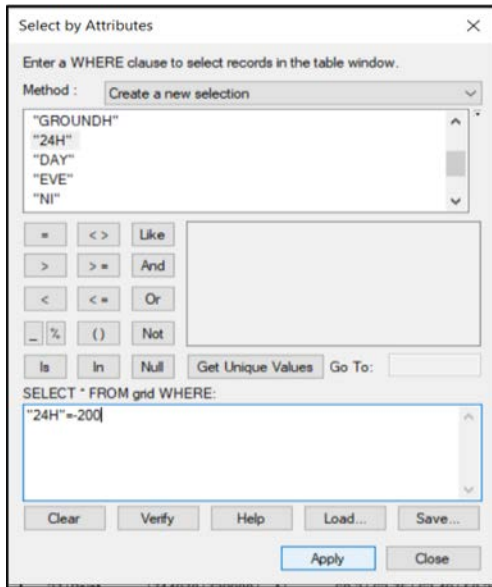 Select by Attributes
Enter a WHERE clause to select records in the table window.
Method : Create a new selection
"GROUNDH"
"24H"
"DAY"
"EVE"
"NI"
= < > Like
> > = And
< < = Or
_ % () Not
Is In Null Get Unique Values Go To:
SELECT * FROM grid WHERE:
"24H"=-200
Clear Verify Help Load... Save...
Apply Close